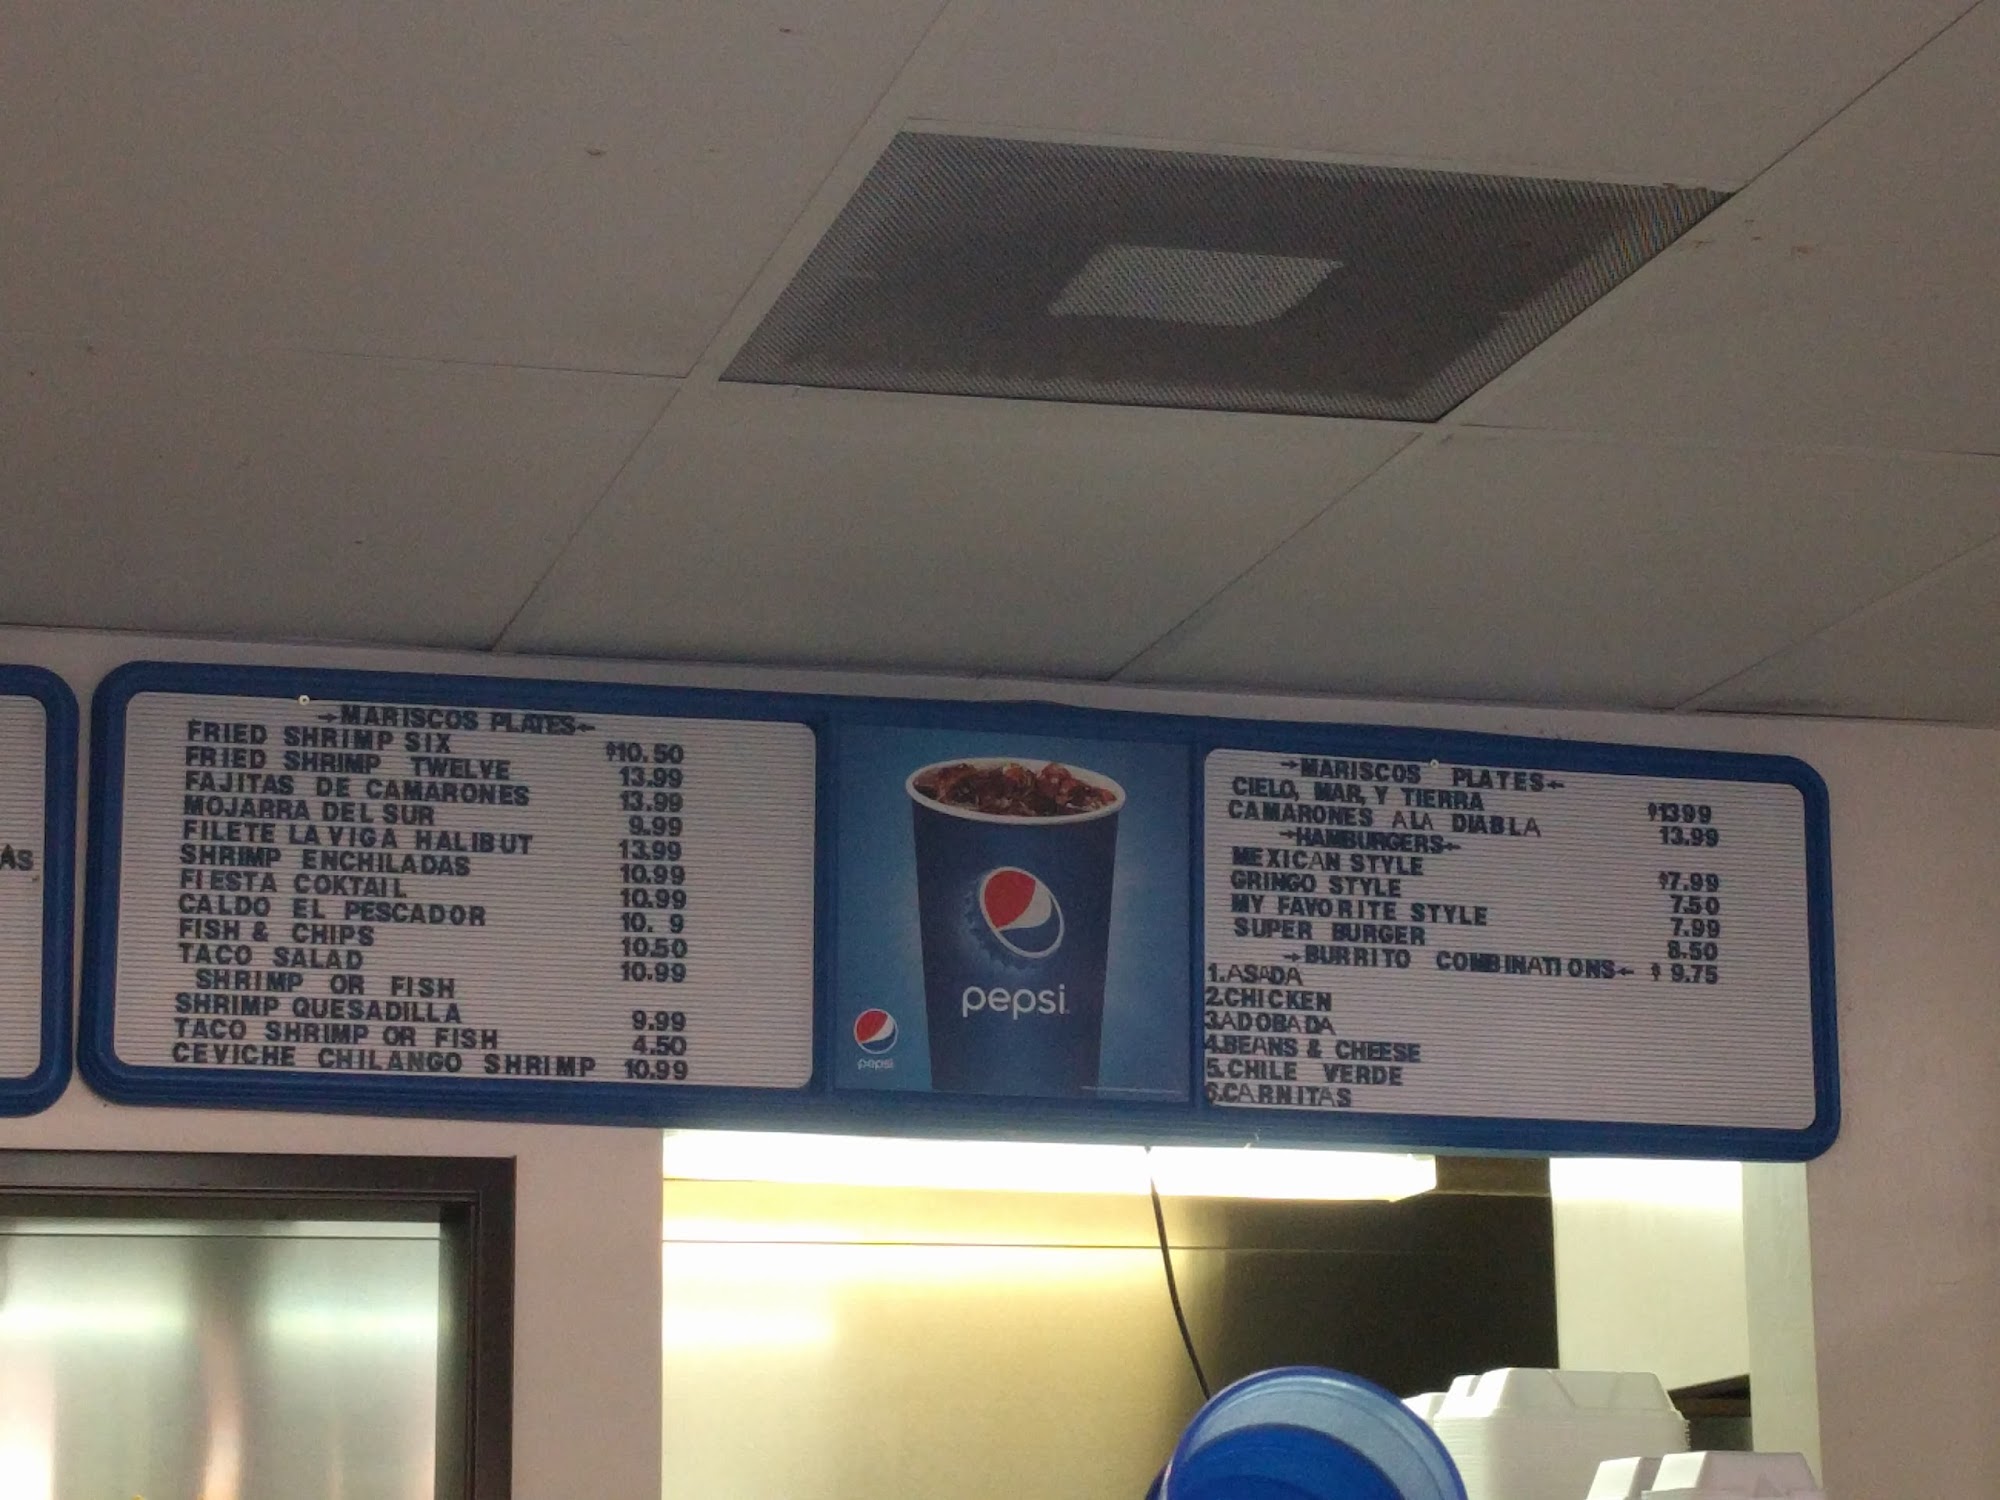 AS
→MARISCOS PLATES←
FRIED SHRIMP SIX $10.50
FRIED SHRIMP TWELVE 13.99
FAJITAS DE CAMARONES 13.99
MOJARRA DEL SUR 9.99
FILETE LA VIGA HALIBUT 13.99
SHRIMP ENCHILADAS 10.99
FIESTA COKTAIL 10.99
CALDO EL PESCADOR 10. 9
FISH & CHIPS 10.50
TACO SALAD 10.99
SHRIMP OR FISH
SHRIMP QUESADILLA 9.99
TACO SHRIMP OR FISH 4.50
CEVICHE CHILANGO SHRIMP 10.99
pepsi
pepsi
→MARISCOS PLATES←
CIELO, MAR, Y TIERRA $1399
CAMARONES ALA DIABLA 13.99
→HAMBURGERS←
MEXICAN STYLE $7.99
GRINGO STYLE 7.50
MY FAVORITE STYLE 7.99
SUPER BURGER 8.50
→BURRITO COMBINATIONS← $ 9.75
1.ASADA
2.CHICKEN
3.ADOBADA
4.BEANS & CHEESE
5.CHILE VERDE
6.CARNITAS